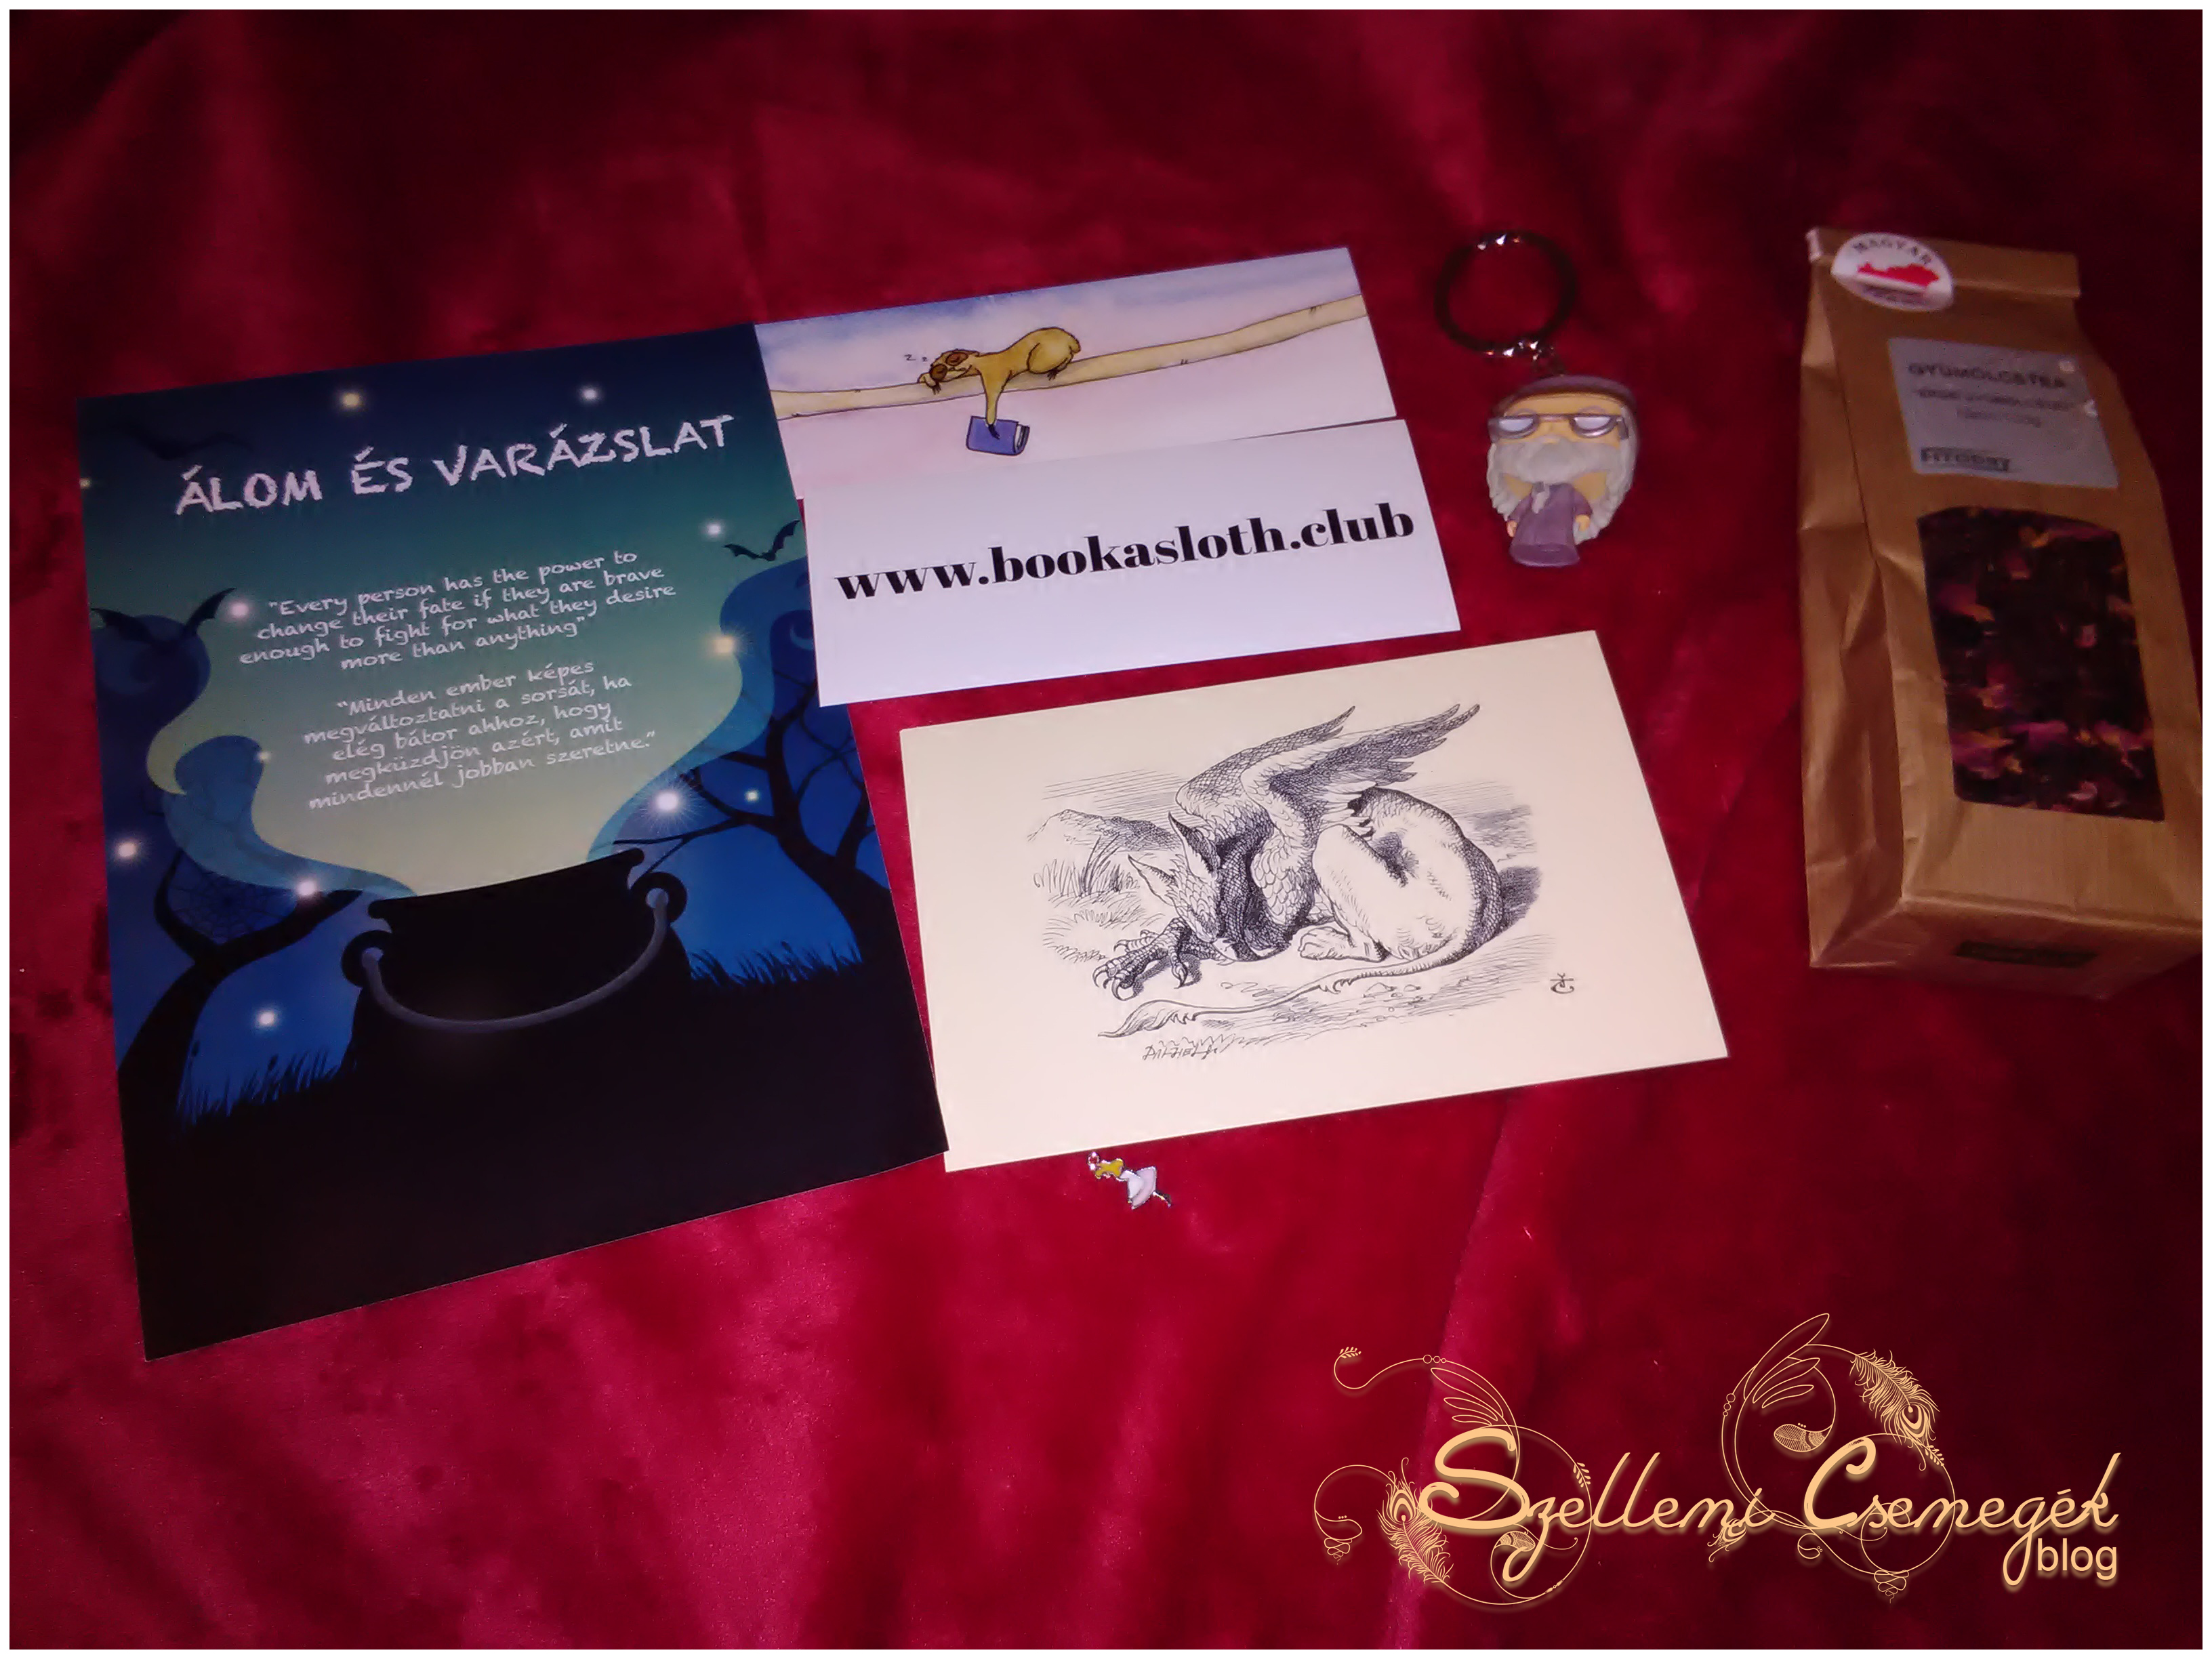 ÁLOM ÉS VARÁZSLAT
"Every person has the power to
change their fate if they are brave
enough to fight for what they desire
more than anything"
"Minden ember képes
megváltoztatni a sorsát, ha
elég bátor ahhoz, hogy
megküzdjön azért, amit
mindennél jobban szeretne."
z z
www.bookasloth.club
DALZIEL
MAGYAR
GYÜMÖLCSTEA
Szellemi Csemegék
blog